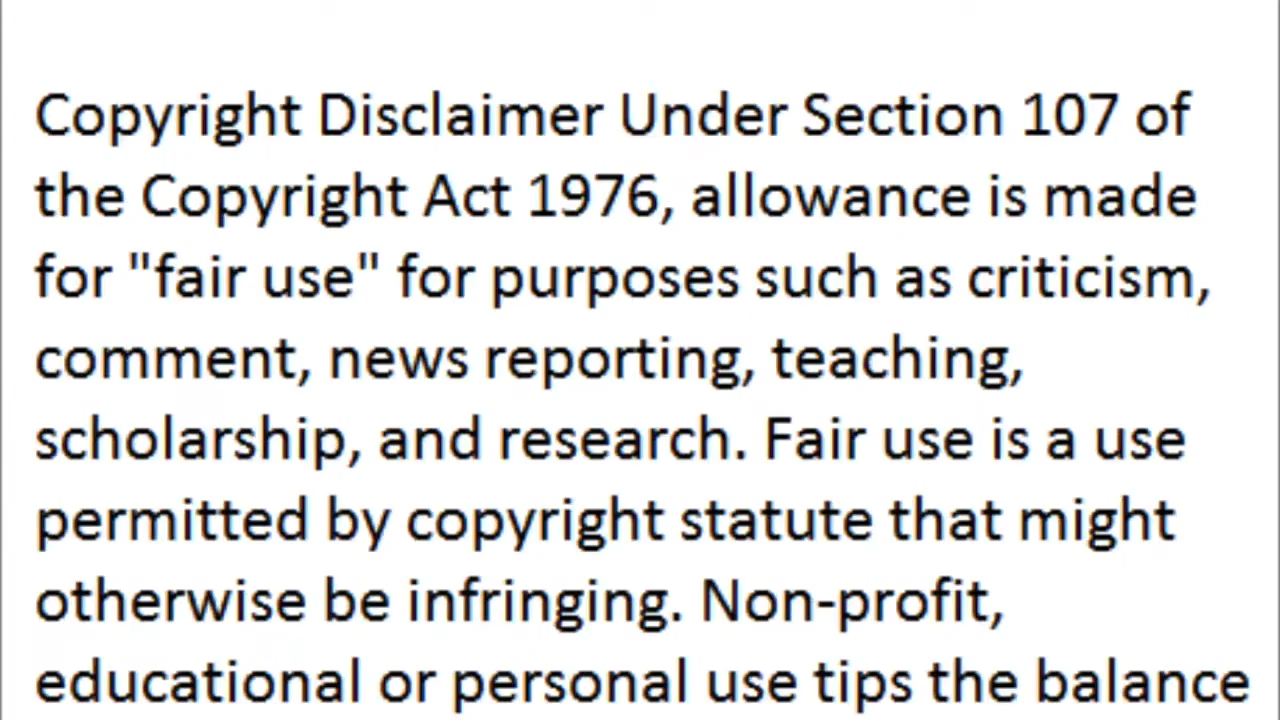 Copyright Disclaimer Under Section 107 of
the Copyright Act 1976, allowance is made
for "fair use" for purposes such as criticism,
comment, news reporting, teaching,
scholarship, and research. Fair use is a use
permitted by copyright statute that might
otherwise be infringing. Non-profit,
educational or personal use tips the balance